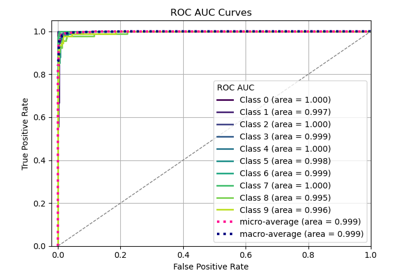 ROC AUC Curves
1.0
0.8
0.6
0.4
0.2
0.0
True Positive Rate
ROC AUC
Class 0 (area = 1.000)
Class 1 (area = 0.997)
Class 2 (area = 1.000)
Class 3 (area = 0.999)
Class 4 (area = 1.000)
Class 5 (area = 0.998)
Class 6 (area = 0.999)
Class 7 (area = 1.000)
Class 8 (area = 0.995)
Class 9 (area = 0.996)
micro-average (area = 0.999)
macro-average (area = 0.999)
0.0 0.2 0.4 0.6 0.8 1.0
False Positive Rate